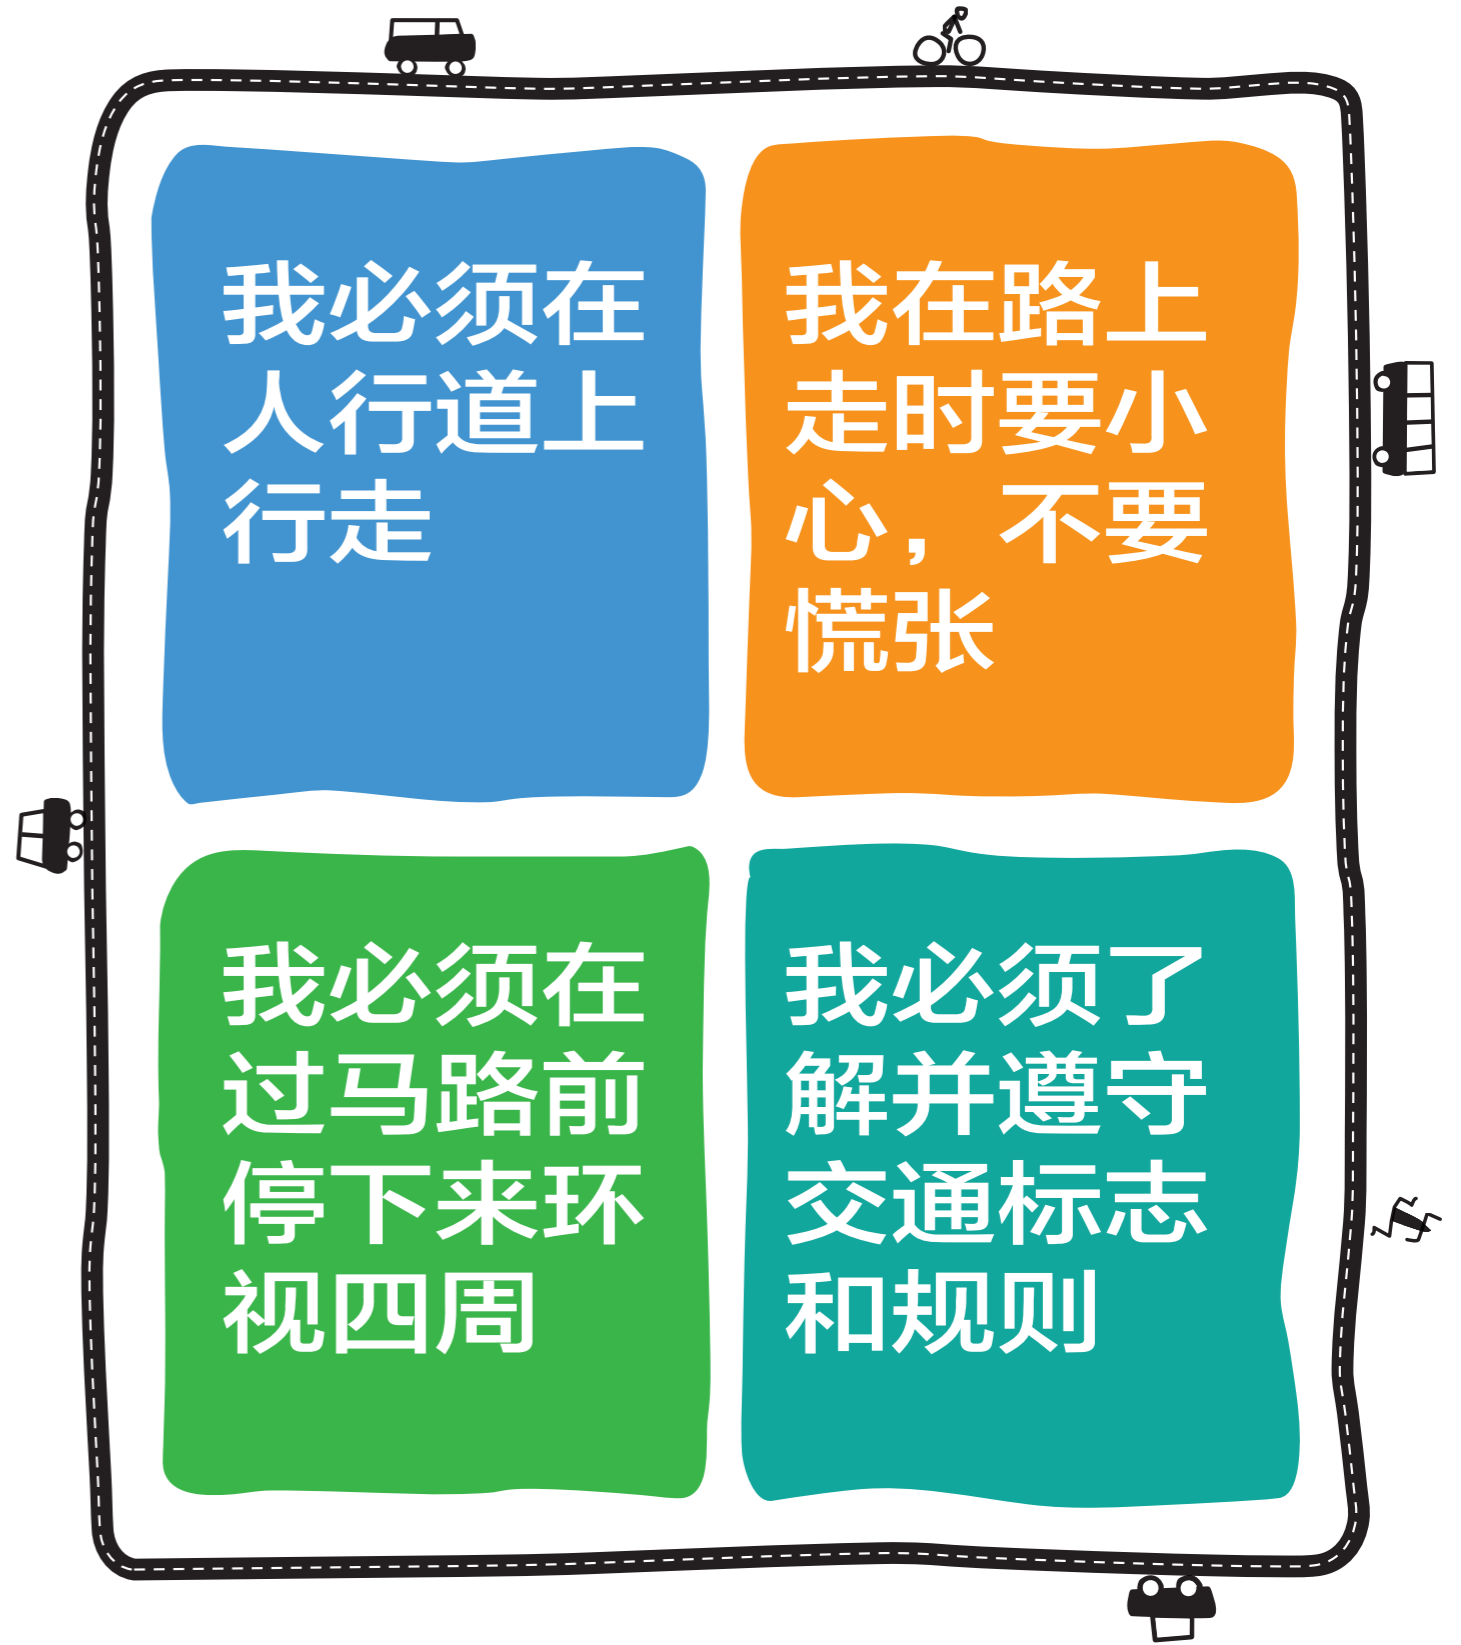 我必须在
人行道上
行走
我在路上
走时要小
心，不要
慌张
我必须在
过马路前
停下来环
视四周
我必须了
解并遵守
交通标志
和规则